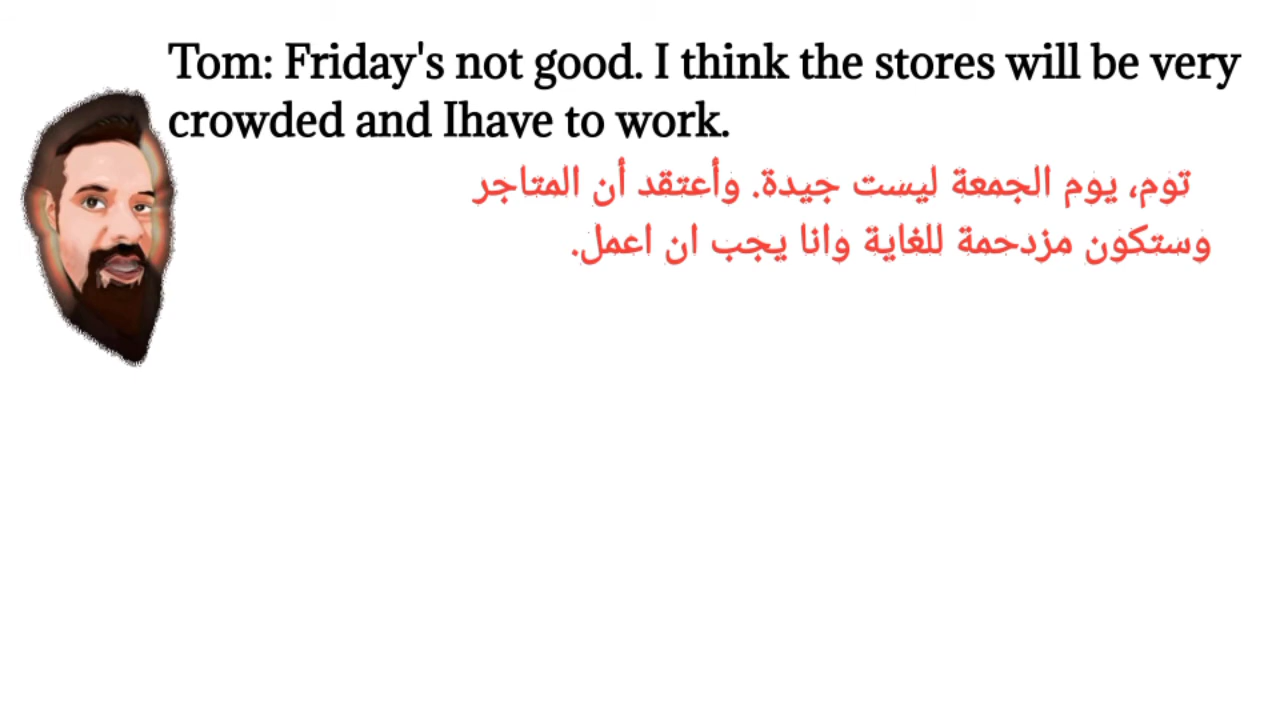 Tom: Friday's not good. I think the stores will be very
crowded and Ihave to work.
توم، يوم الجمعة ليست جيدة. وأعتقد أن المتاجر
وستكون مزدحمة للغاية وانا يجب ان اعمل.